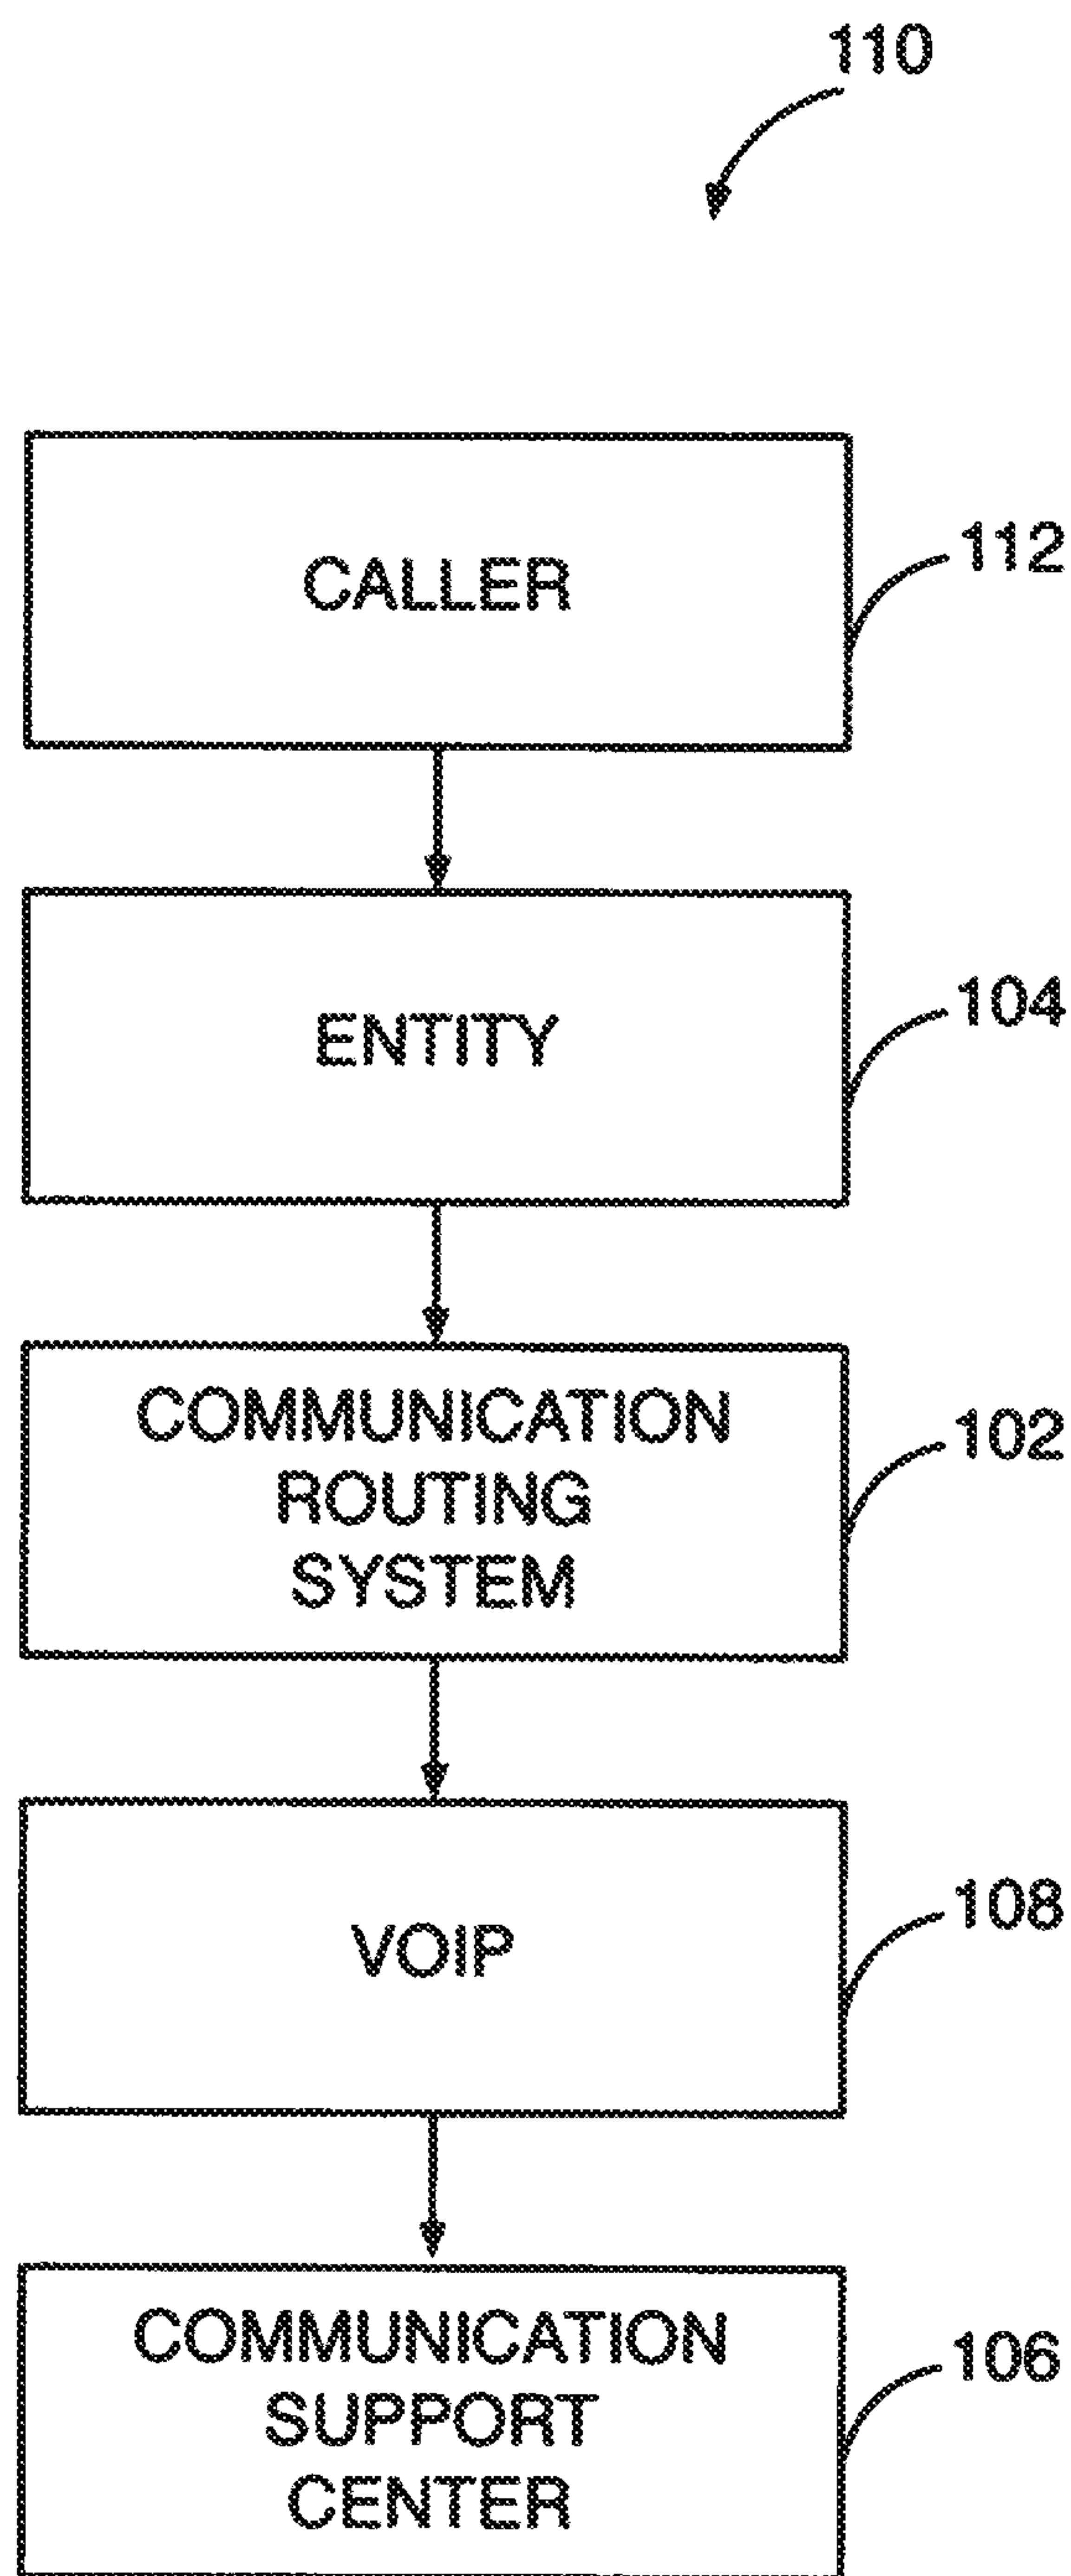 110
CALLER
112
ENTITY
104
COMMUNICATION
ROUTING
SYSTEM
102
VOIP
108
COMMUNICATION
SUPPORT
CENTER
106